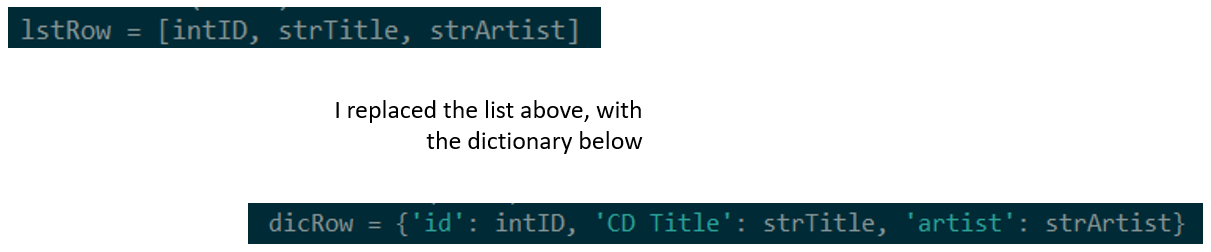 lstRow = [intID, strTitle, strArtist]
I replaced the list above, with
the dictionary below
dicRow = {'id': intID, 'CD Title': strTitle, 'artist': strArtist}